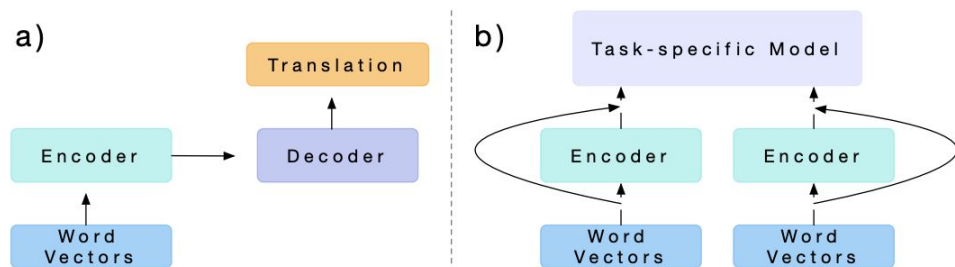 a)
Translation
Encoder
Decoder
Word
Vectors
b)
Task-specific Model
Encoder
Encoder
Word
Vectors
Word
Vectors